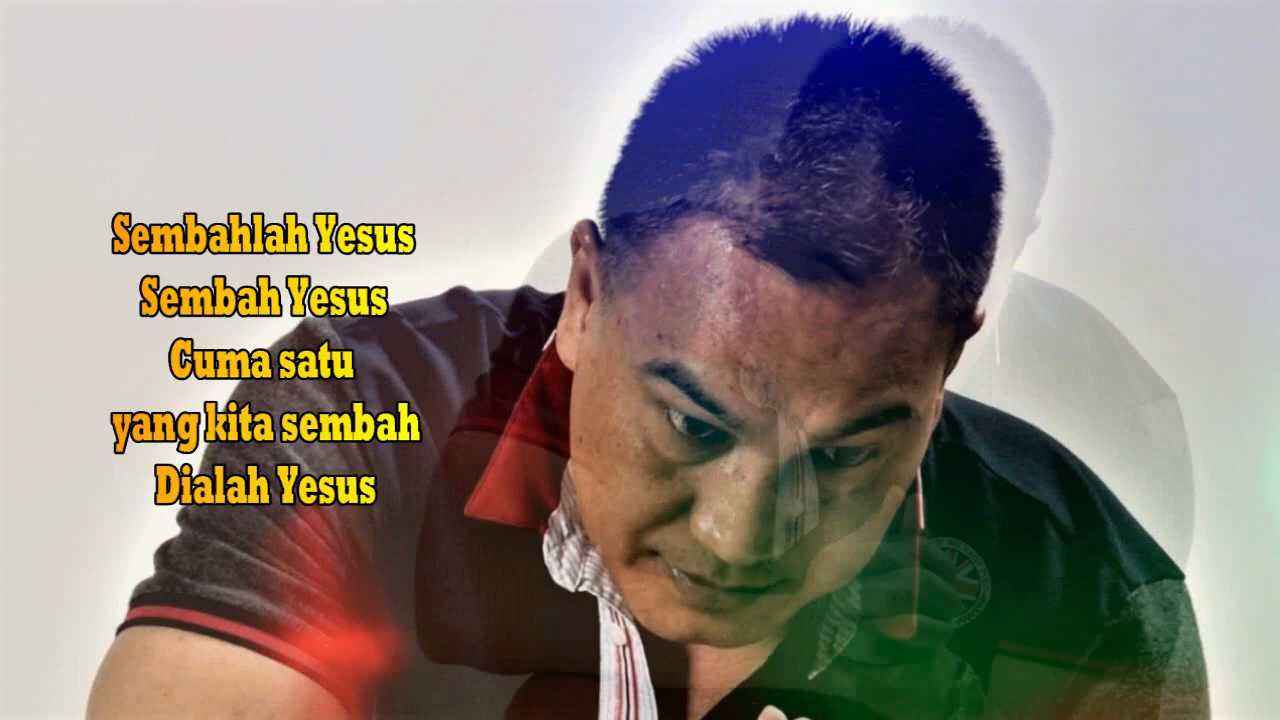 Sembahlah Yesus
Sembah Yesus
Cuma satu
yang kita sembah
Dialah Yesus